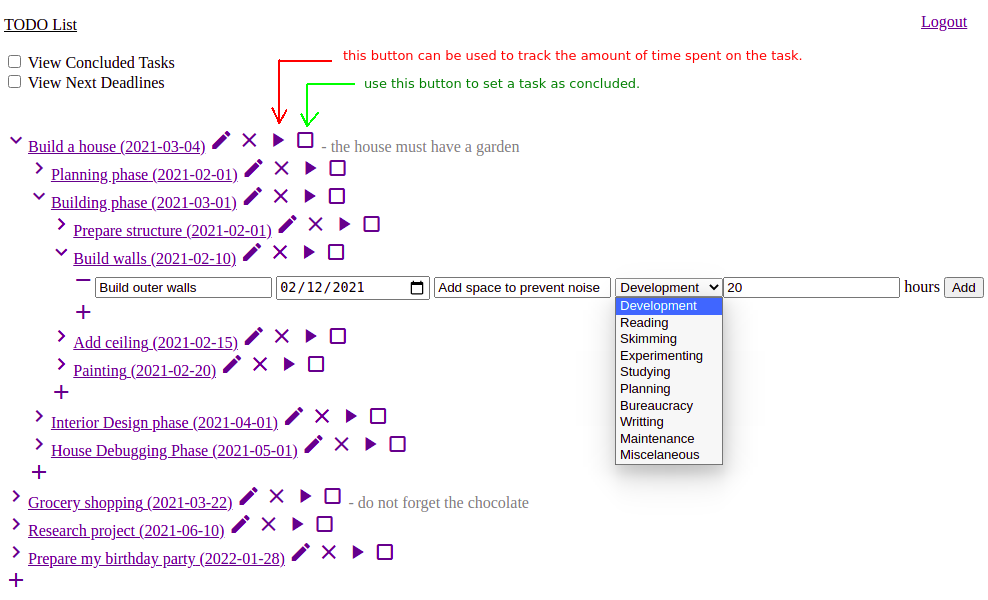 TODO List
Logout
View Concluded Tasks
View Next Deadlines
this button can be used to track the amount of time spent on the task.
use this button to set a task as concluded.
Build a house (2021-03-04) - the house must have a garden
Planning phase (2021-02-01)
Building phase (2021-03-01)
Prepare structure (2021-02-01)
Build walls (2021-02-10)
Build outer walls 02/12/2021 Add space to prevent noise Development 20 hours Add
Development
Reading
Skimming
Experimenting
Studying
Planning
Bureaucracy
Writting
Maintenance
Miscelaneous
Add ceiling (2021-02-15)
Painting (2021-02-20)
Interior Design phase (2021-04-01)
House Debugging Phase (2021-05-01)
Grocery shopping (2021-03-22) - do not forget the chocolate
Research project (2021-06-10)
Prepare my birthday party (2022-01-28)